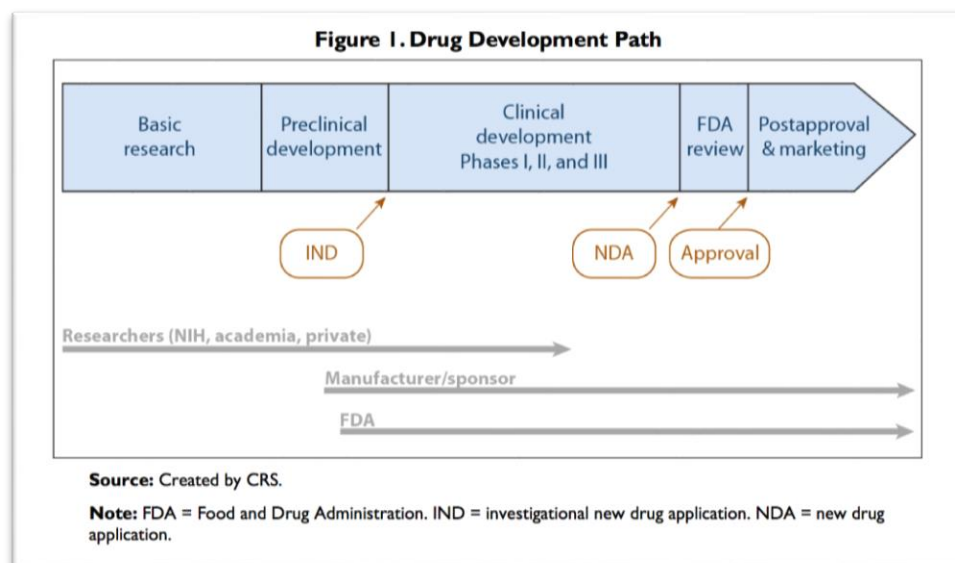 Figure 1. Drug Development Path
Basic
research
Preclinical
development
Clinical
development
Phases I, II, and III
FDA
review
Postapproval
& marketing
IND
NDA
Approval
Researchers (NIH, academia, private)
Manufacturer/sponsor
FDA
Source: Created by CRS.
Note: FDA = Food and Drug Administration. IND = investigational new drug application. NDA = new drug
application.